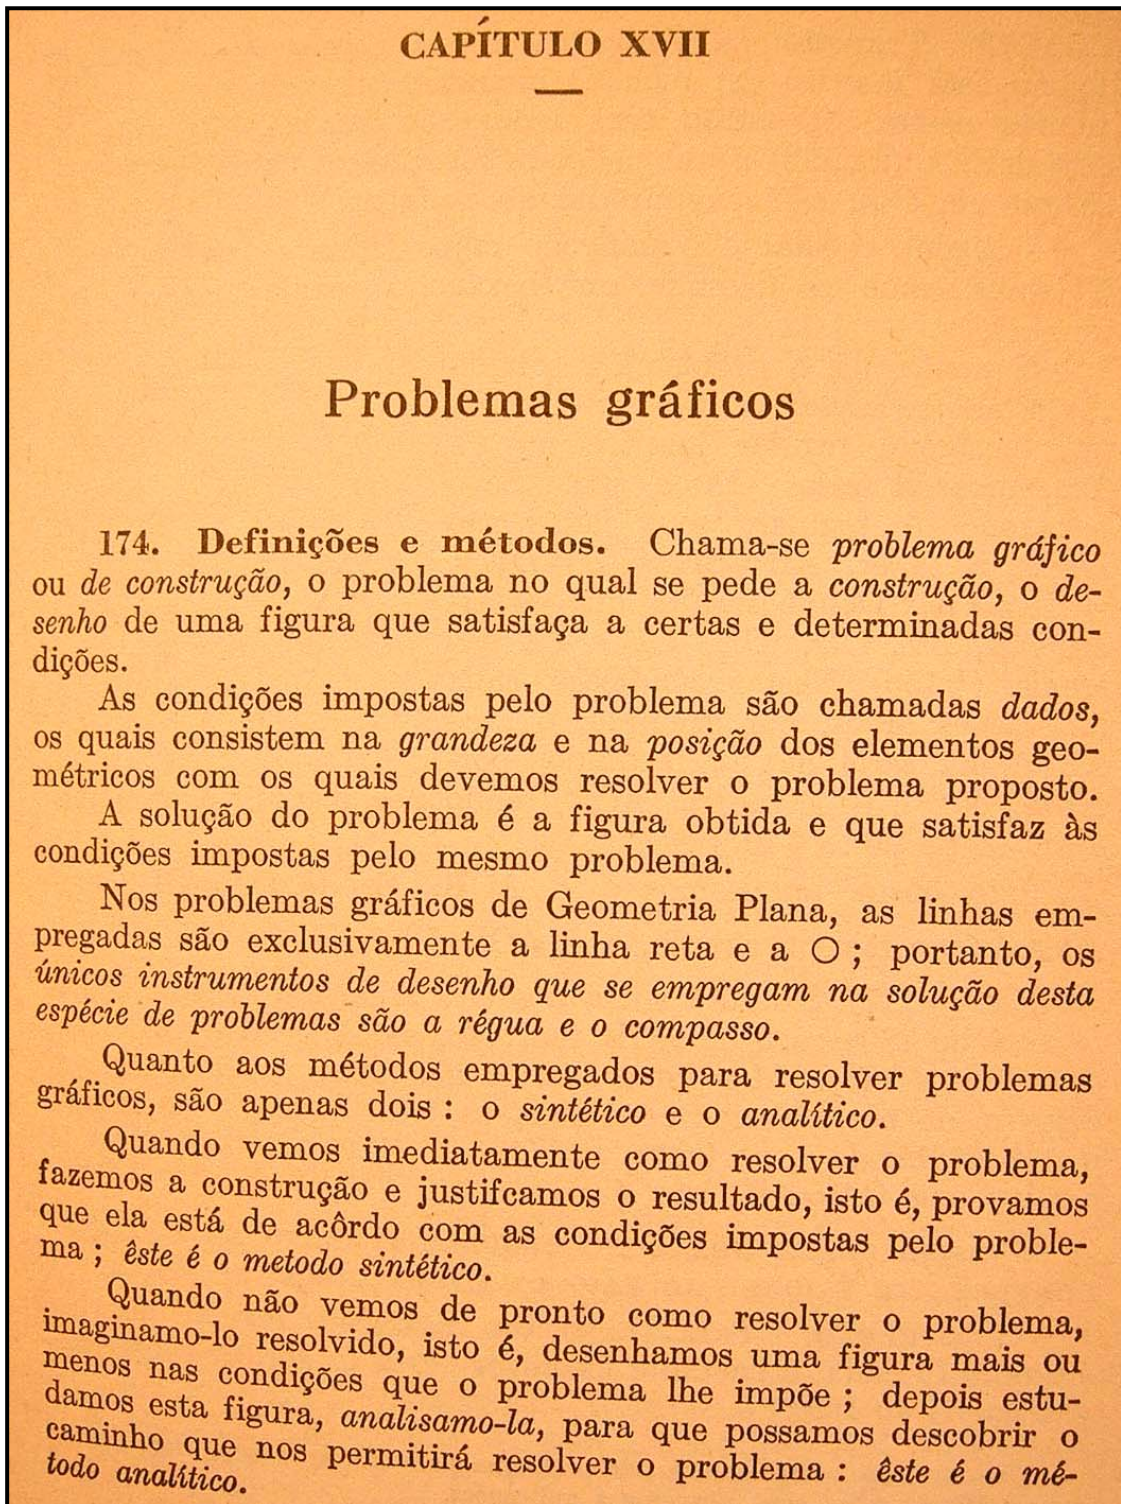 CAPÍTULO XVII
Problemas gráficos
174. Definições e métodos. Chama-se problema gráfico
ou de construção, o problema no qual se pede a construção, o de-
senho de uma figura que satisfaça a certas e determinadas con-
dições.
As condições impostas pelo problema são chamadas dados,
os quais consistem na grandeza e na posição dos elementos geo-
métricos com os quais devemos resolver o problema proposto.
A solução do problema é a figura obtida e que satisfaz às
condições impostas pelo mesmo problema.
Nos problemas gráficos de Geometria Plana, as linhas em-
pregadas são exclusivamente a linha reta e a ○ ; portanto, os
únicos instrumentos de desenho que se empregam na solução desta
espécie de problemas são a régua e o compasso.
Quanto aos métodos empregados para resolver problemas
gráficos, são apenas dois : o sintético e o analítico.
Quando vemos imediatamente como resolver o problema,
fazemos a construção e justifcamos o resultado, isto é, provamos
que ela está de acôrdo com as condições impostas pelo proble-
ma ; êste é o metodo sintético.
Quando não vemos de pronto como resolver o problema,
imaginamo-lo resolvido, isto é, desenhamos uma figura mais ou
menos nas condições que o problema lhe impõe ; depois estu-
damos esta figura, analisamo-la, para que possamos descobrir o
caminho que nos permitirá resolver o problema : êste é o mé-
todo analítico.